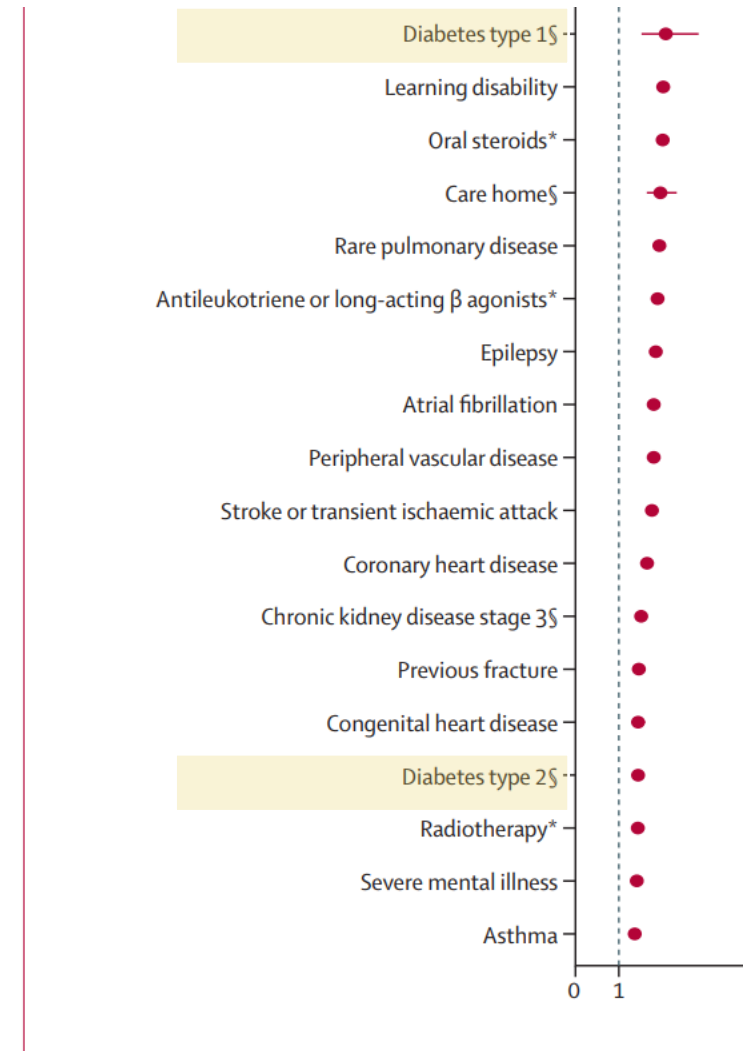 Diabetes type 1§
Learning disability
Oral steroids*
Care home§
Rare pulmonary disease
Antileukotriene or long-acting β agonists*
Epilepsy
Atrial fibrillation
Peripheral vascular disease
Stroke or transient ischaemic attack
Coronary heart disease
Chronic kidney disease stage 3§
Previous fracture
Congenital heart disease
Diabetes type 2§
Radiotherapy*
Severe mental illness
Asthma
0 1